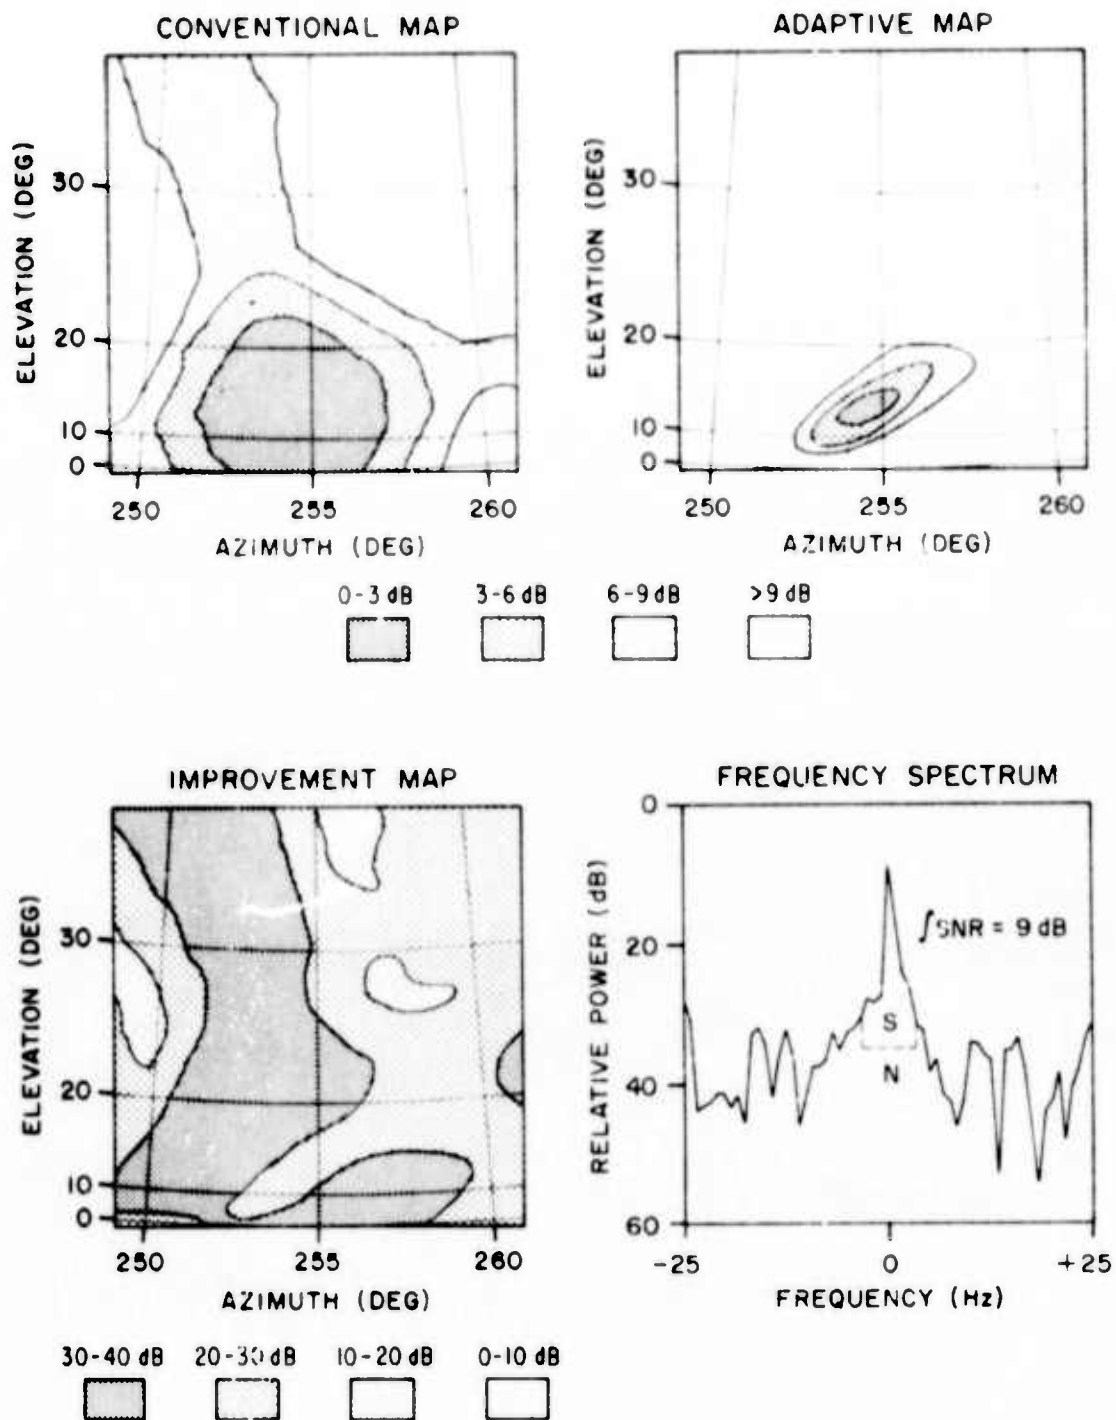 CONVENTIONAL MAP
ELEVATION (DEG)
30
20
10
0
250
255
260
AZIMUTH (DEG)
ADAPTIVE MAP
ELEVATION (DEG)
30
20
10
0
250
255
260
AZIMUTH (DEG)
0-3 dB
3-6 dB
6-9 dB
>9 dB
IMPROVEMENT MAP
ELEVATION (DEG)
30
20
10
0
250
255
260
AZIMUTH (DEG)
30-40 dB
20-30 dB
10-20 dB
0-10 dB
FREQUENCY SPECTRUM
RELATIVE POWER (dB)
0
20
40
60
∫SNR = 9 dB
S
N
-25
0
+25
FREQUENCY (Hz)